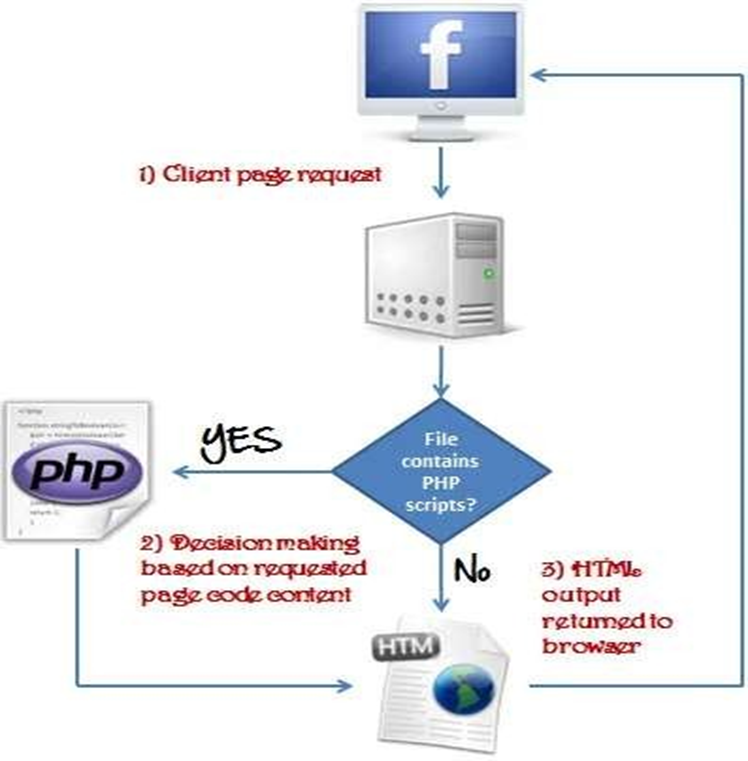 f
1) Client page request
File
contains
PHP
scripts?
YES
php
2) Decision making
based on requested
page code content
No
3) HTML
output
returned to
browser
HTM